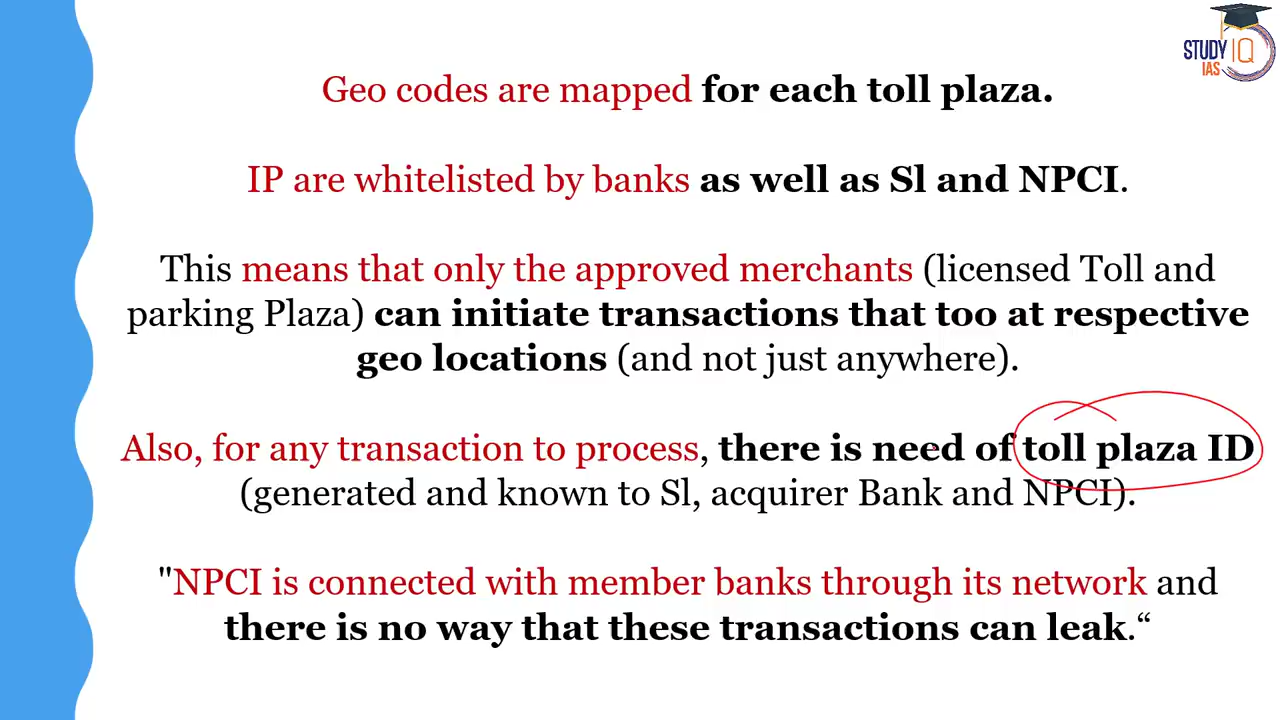 STUDY IQ
IAS
Geo codes are mapped for each toll plaza.
IP are whitelisted by banks as well as Sl and NPCI.
This means that only the approved merchants (licensed Toll and
parking Plaza) can initiate transactions that too at respective
geo locations (and not just anywhere).
Also, for any transaction to process, there is need of toll plaza ID
(generated and known to Sl, acquirer Bank and NPCI).
"NPCI is connected with member banks through its network and
there is no way that these transactions can leak.“